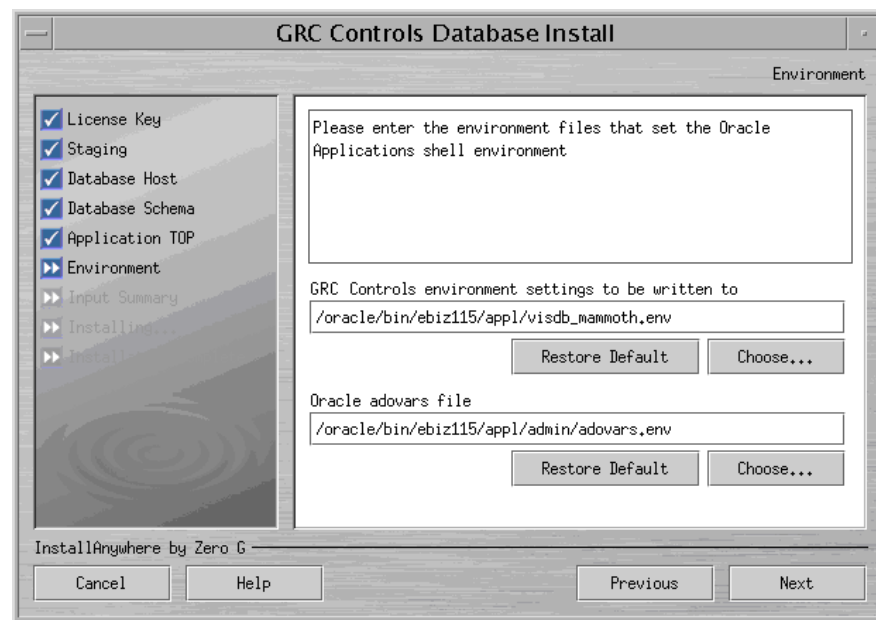 GRC Controls Database Install
Environment
License Key
Staging
Database Host
Database Schema
Application TOP
Environment
Input Summary
Installing...
Please enter the environment files that set the Oracle
Applications shell environment
GRC Controls environment settings to be written to
/oracle/bin/ebiz115/appl/visdb_mammoth.env
Restore Default
Choose...
Oracle adovars file
/oracle/bin/ebiz115/appl/admin/adovars.env
Restore Default
Choose...
InstallAnywhere by Zero G
Cancel
Help
Previous
Next